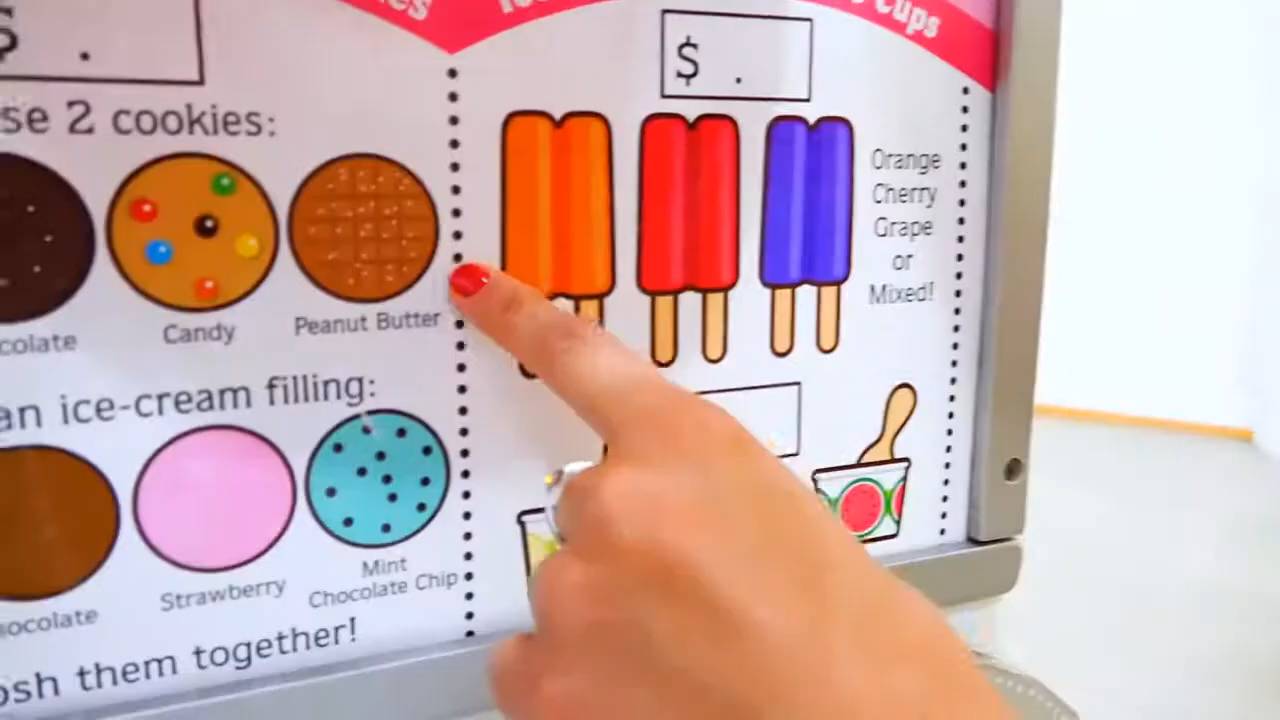 Cups
$ .
$ .
se 2 cookies:
colate
Candy
Peanut Butter
an ice-cream filling:
ocolate
Strawberry
Mint
Chocolate Chip
osh them together!
Orange
Cherry
Grape
or
Mixed!